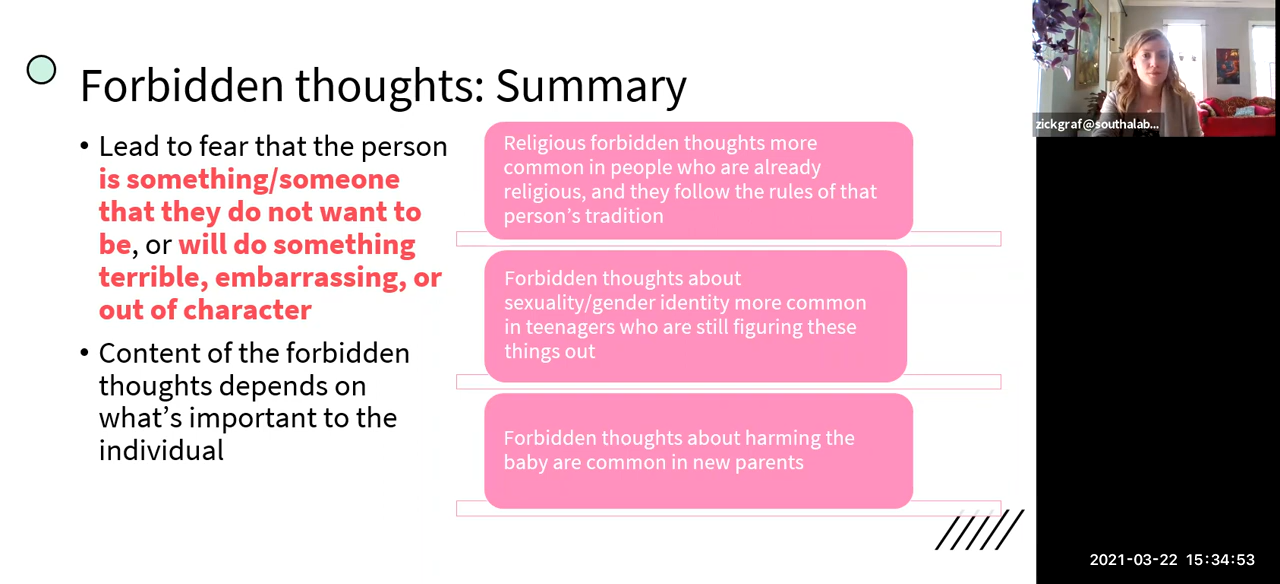 Forbidden thoughts: Summary
• Lead to fear that the person
is something/someone
that they do not want to
be, or will do something
terrible, embarrassing, or
out of character
• Content of the forbidden
thoughts depends on
what's important to the
individual
Religious forbidden thoughts more
common in people who are already
religious, and they follow the rules of that
person's tradition
Forbidden thoughts about
sexuality/gender identity more common
in teenagers who are still figuring these
things out
Forbidden thoughts about harming the
baby are common in new parents
zickgraf@southalab...
2021-03-22 15:34:53